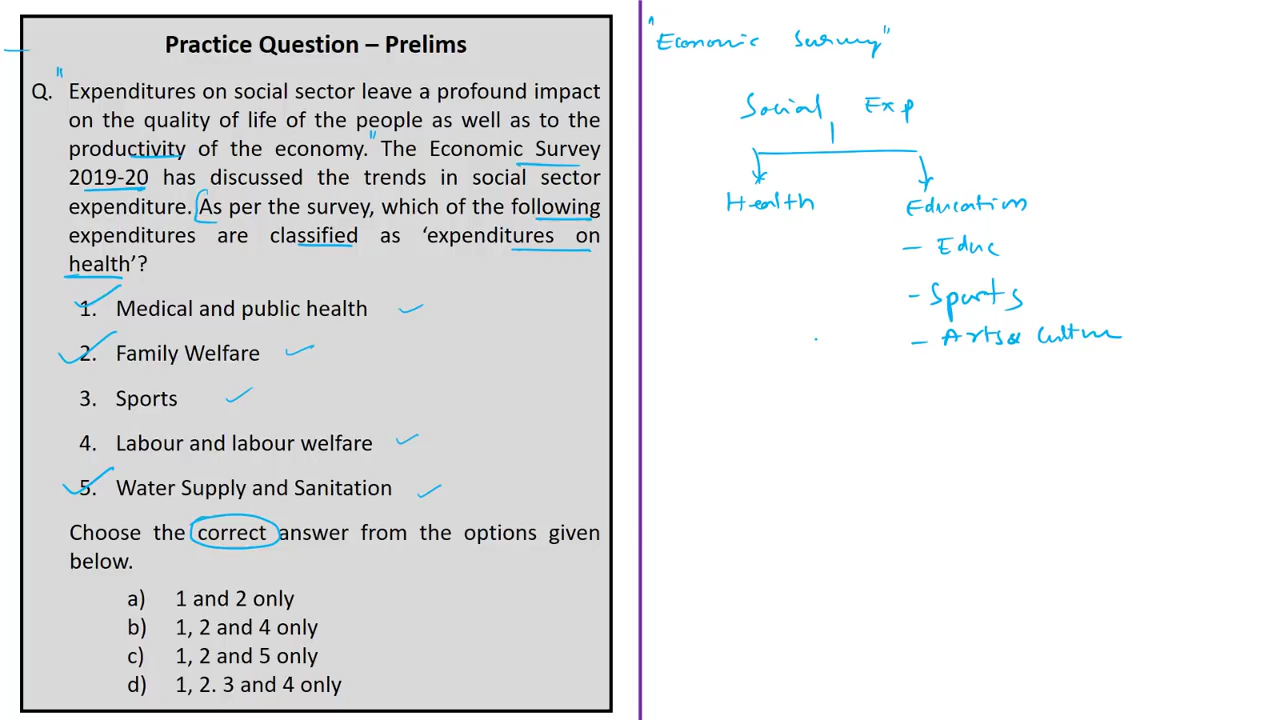 Practice Question – Prelims
Q. "Expenditures on social sector leave a profound impact
on the quality of life of the people as well as to the
productivity of the economy." The Economic Survey
2019-20 has discussed the trends in social sector
expenditure. As per the survey, which of the following
expenditures are classified as ‘expenditures on
health’?
1. Medical and public health
2. Family Welfare
3. Sports
4. Labour and labour welfare
5. Water Supply and Sanitation
Choose the correct answer from the options given
below.
a) 1 and 2 only
b) 1, 2 and 4 only
c) 1, 2 and 5 only
d) 1, 2. 3 and 4 only
"Economic Survey"
Social Exp
Health Education
- Educ
- Sports
- Arts & Culture